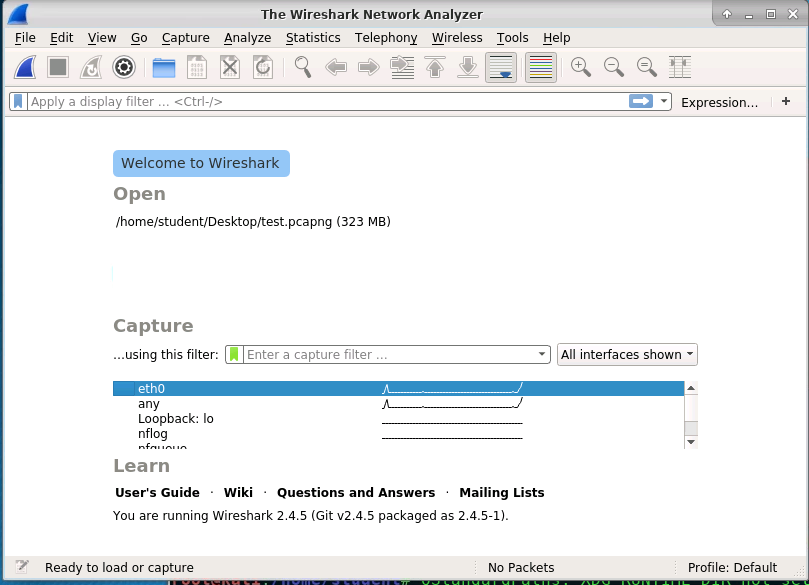 The Wireshark Network Analyzer
File Edit View Go Capture Analyze Statistics Telephony Wireless Tools Help
Apply a display filter ... <Ctrl-/> Expression... +
Welcome to Wireshark
Open
/home/student/Desktop/test.pcapng (323 MB)
Capture
...using this filter: Enter a capture filter ... All interfaces shown
eth0
any
Loopback: lo
nflog
nfqueue
Learn
User's Guide · Wiki · Questions and Answers · Mailing Lists
You are running Wireshark 2.4.5 (Git v2.4.5 packaged as 2.4.5-1).
Ready to load or capture No Packets Profile: Default